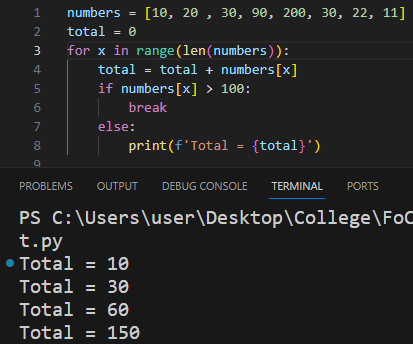 1 numbers = [10, 20 , 30, 90, 200, 30, 22, 11]
2 total = 0
3 for x in range(len(numbers)):
4     total = total + numbers[x]
5     if numbers[x] > 100:
6         break
7     else:
8         print(f'Total = {total}')
9
PROBLEMS OUTPUT DEBUG CONSOLE TERMINAL PORTS
PS C:\Users\user\Desktop\College\FoC
t.py
Total = 10
Total = 30
Total = 60
Total = 150